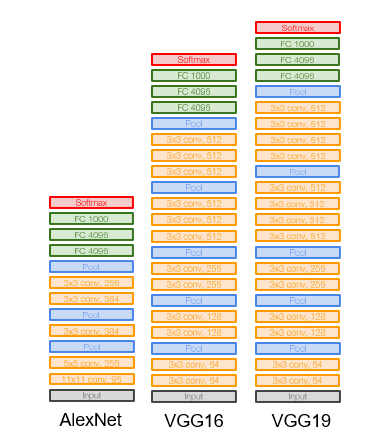 Softmax
FC 1000
FC 4096
FC 4096
Pool
3x3 conv, 256
3x3 conv, 384
Pool
3x3 conv, 384
Pool
5x5 conv, 256
11x11 conv, 96
Input
AlexNet
Softmax
FC 1000
FC 4096
FC 4096
Pool
3x3 conv, 512
3x3 conv, 512
3x3 conv, 512
Pool
3x3 conv, 512
3x3 conv, 512
3x3 conv, 512
Pool
3x3 conv, 256
3x3 conv, 256
Pool
3x3 conv, 128
3x3 conv, 128
Pool
3x3 conv, 64
3x3 conv, 64
Input
VGG16
Softmax
FC 1000
FC 4096
FC 4096
Pool
3x3 conv, 512
3x3 conv, 512
3x3 conv, 512
3x3 conv, 512
Pool
3x3 conv, 512
3x3 conv, 512
3x3 conv, 512
3x3 conv, 512
Pool
3x3 conv, 256
3x3 conv, 256
Pool
3x3 conv, 128
3x3 conv, 128
Pool
3x3 conv, 64
3x3 conv, 64
Input
VGG19